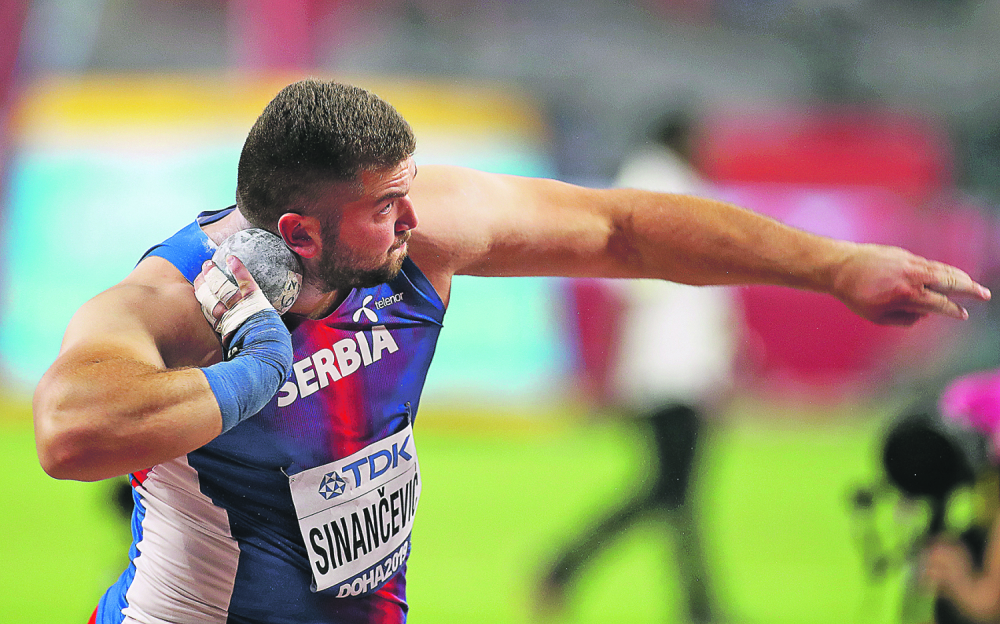 telenor
SERBIA
TDK
SINANČEVIĆ
DOHA2019